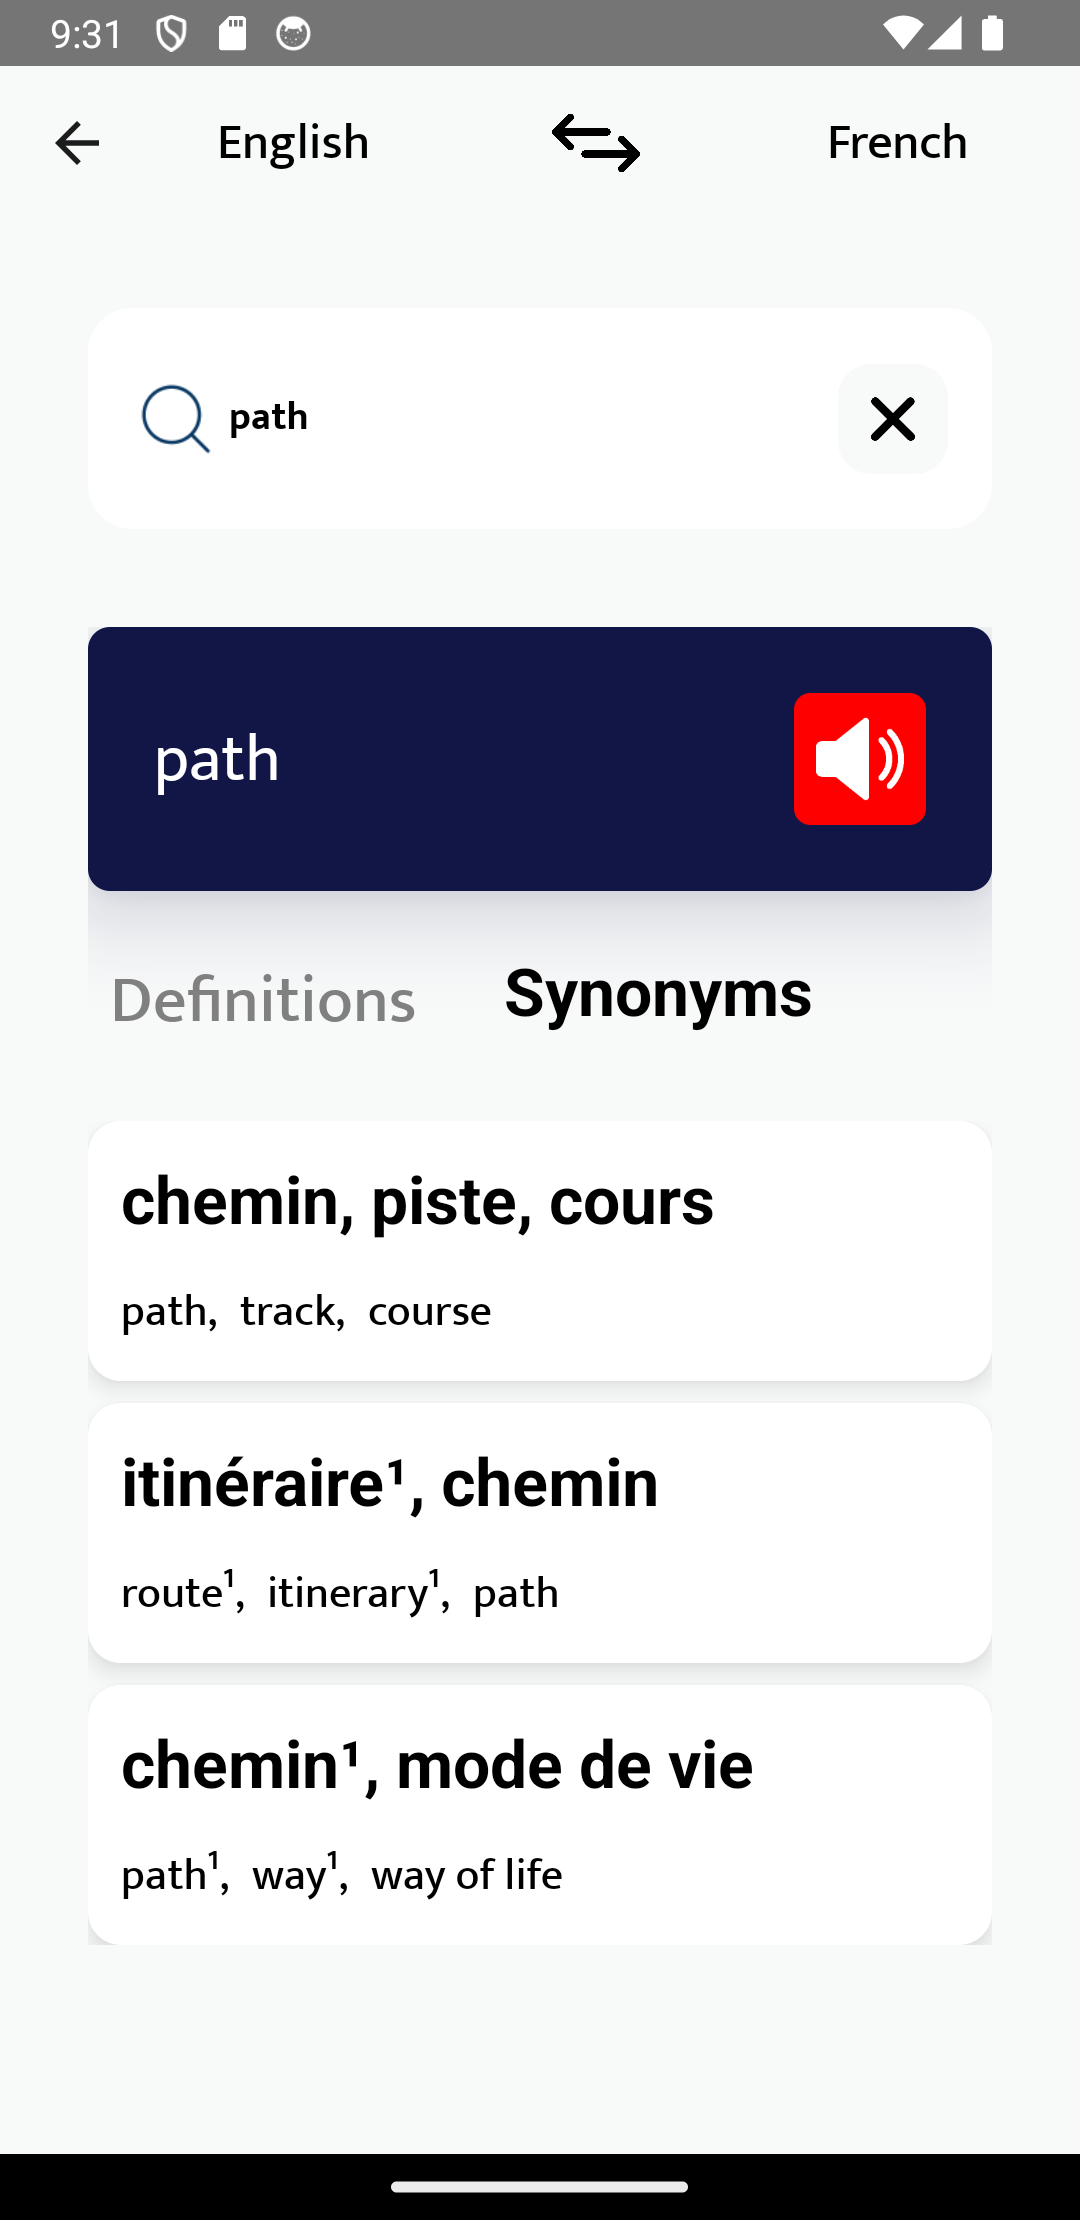 9:31
English French
path
path
Definitions Synonyms
chemin, piste, cours
path, track, course
itinéraire¹, chemin
route¹, itinerary¹, path
chemin¹, mode de vie
path¹, way¹, way of life